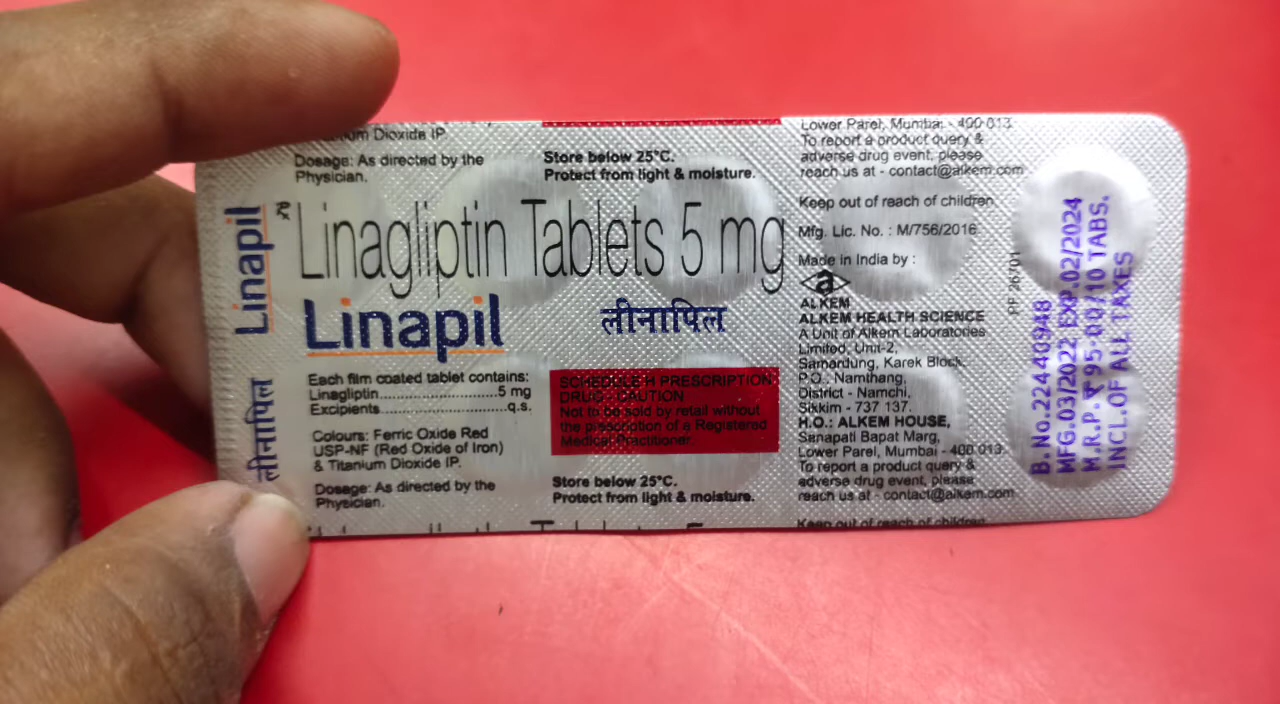 Dioxide IP.
Dosage: As directed by the
Physician.
Store below 25°C.
Protect from light & moisture.
Linapil
लीनापिल
Rx
Linagliptin Tablets 5 mg
Linapil
लीनापिल
Each film coated tablet contains:
Linagliptin............................5 mg
Excipients..............................q.s.
Colours: Ferric Oxide Red
USP-NF (Red Oxide of Iron)
& Titanium Dioxide IP.
Dosage: As directed by the
Physician.
SCHEDULE H PRESCRIPTION
DRUG - CAUTION
Not to be sold by retail without
the prescription of a Registered
Medical Practitioner.
Store below 25°C.
Protect from light & moisture.
Lower Parel, Mumbai - 400 013.
To report a product query &
adverse drug event, please
reach us at - contact@alkem.com
Keep out of reach of children.
Mfg. Lic. No. : M/756/2016
Made in India by :
a
ALKEM
ALKEM HEALTH SCIENCE
A Unit of Alkem Laboratories
Limited, Unit-2,
Samardung, Karek Block,
P.O.: Namthang,
District - Namchi,
Sikkim - 737 137.
H.O.: ALKEM HOUSE,
Senapati Bapat Marg,
Lower Parel, Mumbai - 400 013.
To report a product query &
adverse drug event, please
reach us at - contact@alkem.com
Keep out of reach of children.
B.No.22440948
MFG.03/2022 EXP.02/2024
M.R.P. ₹ 95-00/10 TABS.
INCL.OF ALL TAXES